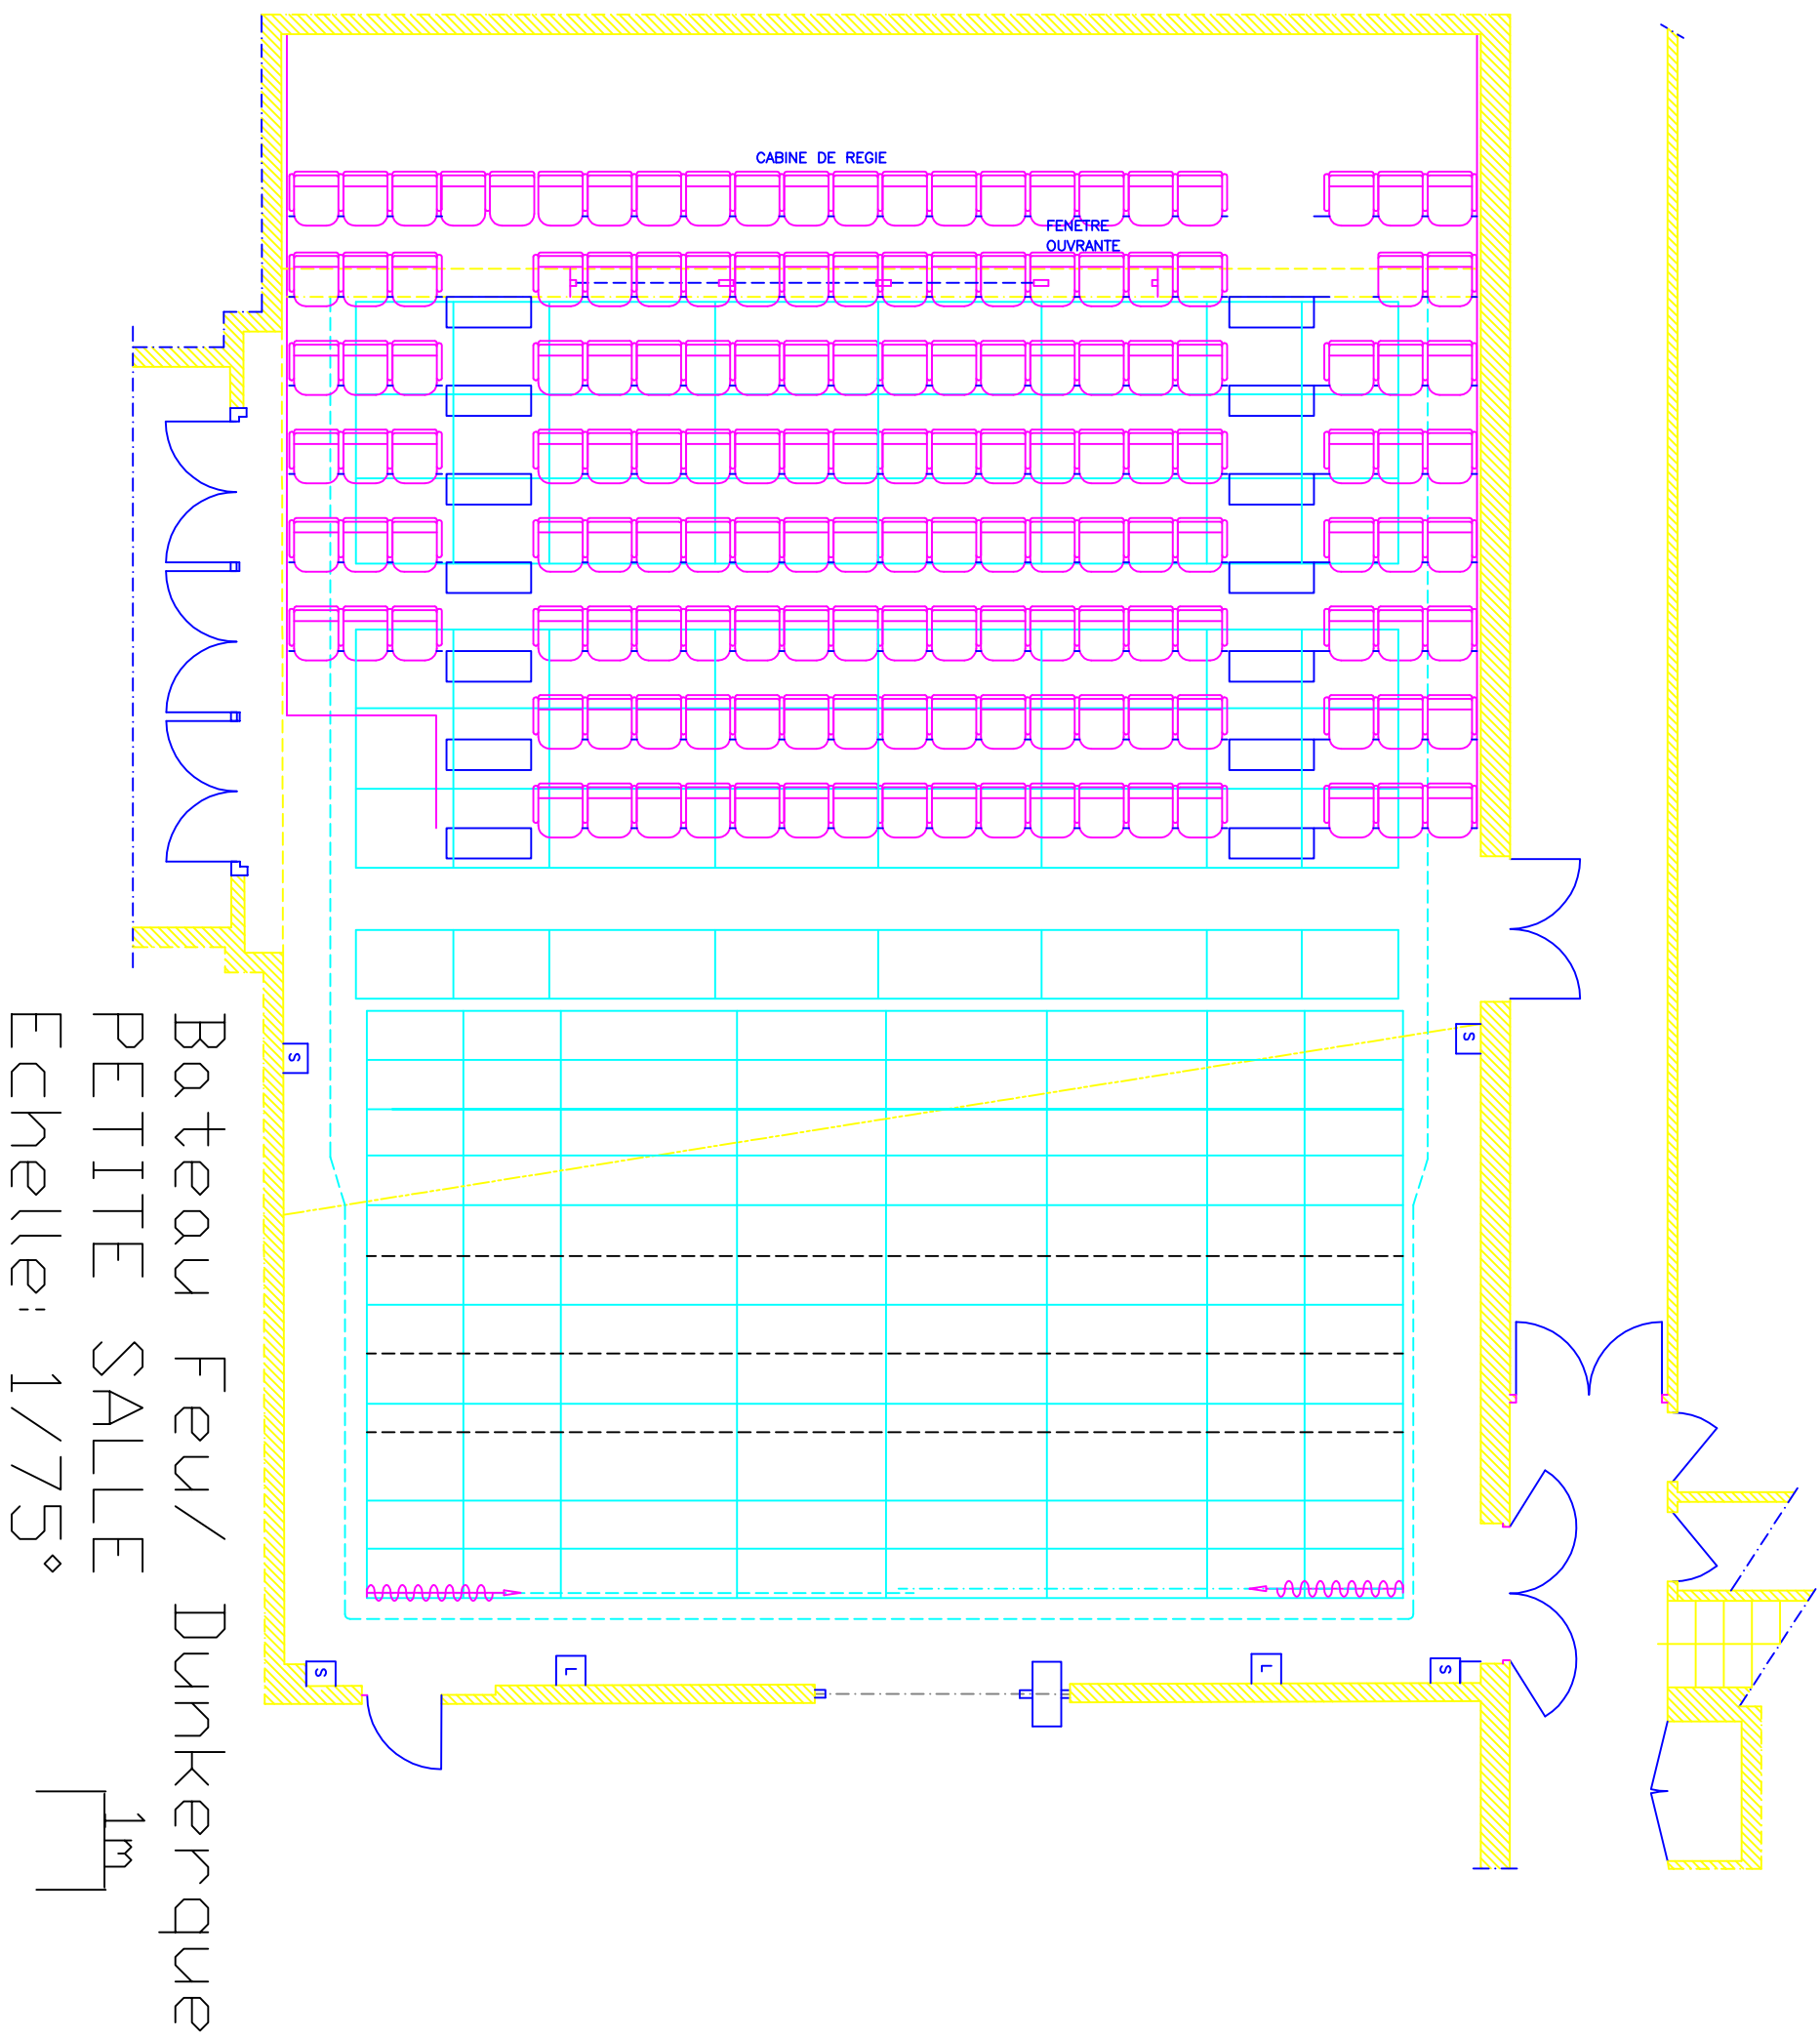 CABINE DE REGIE
FENETRE
OUVRANTE
S
S
S
L
L
S
Bateau Feu/ Dunkerque
PETITE SALLE
Echelle: 1/75°
1m